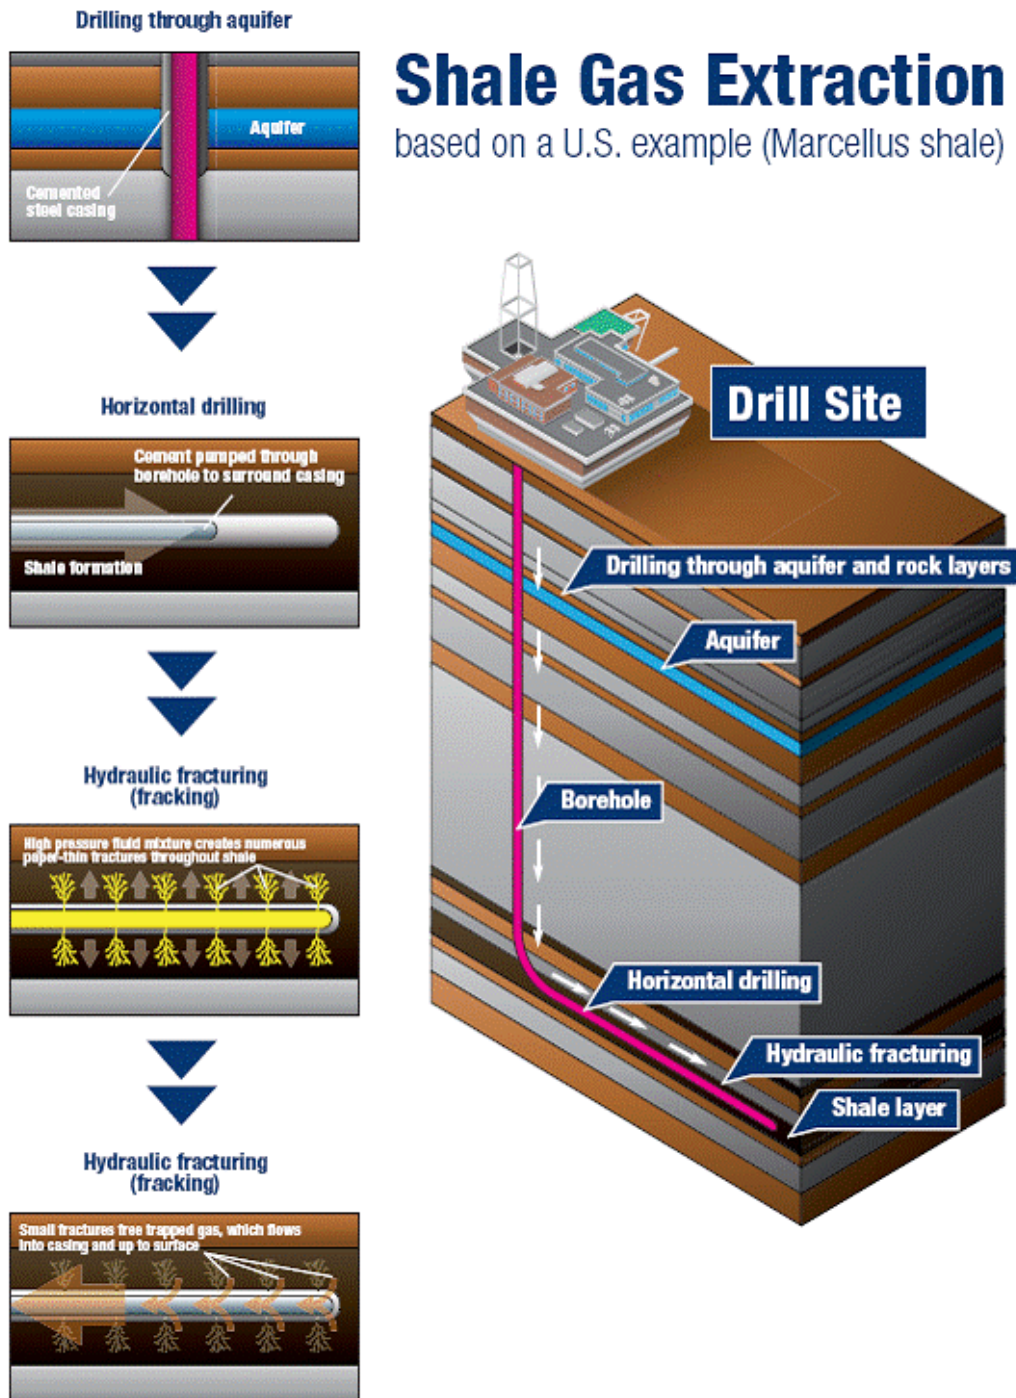 Drilling through aquifer
Aquifer
Cemented
steel casing
Horizontal drilling
Cement pumped through
borehole to surround casing
Shale formation
Hydraulic fracturing
(fracking)
High pressure fluid mixture creates numerous
paper-thin fractures throughout shale
Hydraulic fracturing
(fracking)
Small fractures free trapped gas, which flows
into casing and up to surface
Shale Gas Extraction
based on a U.S. example (Marcellus shale)
Drill Site
Drilling through aquifer and rock layers
Aquifer
Borehole
Horizontal drilling
Hydraulic fracturing
Shale layer